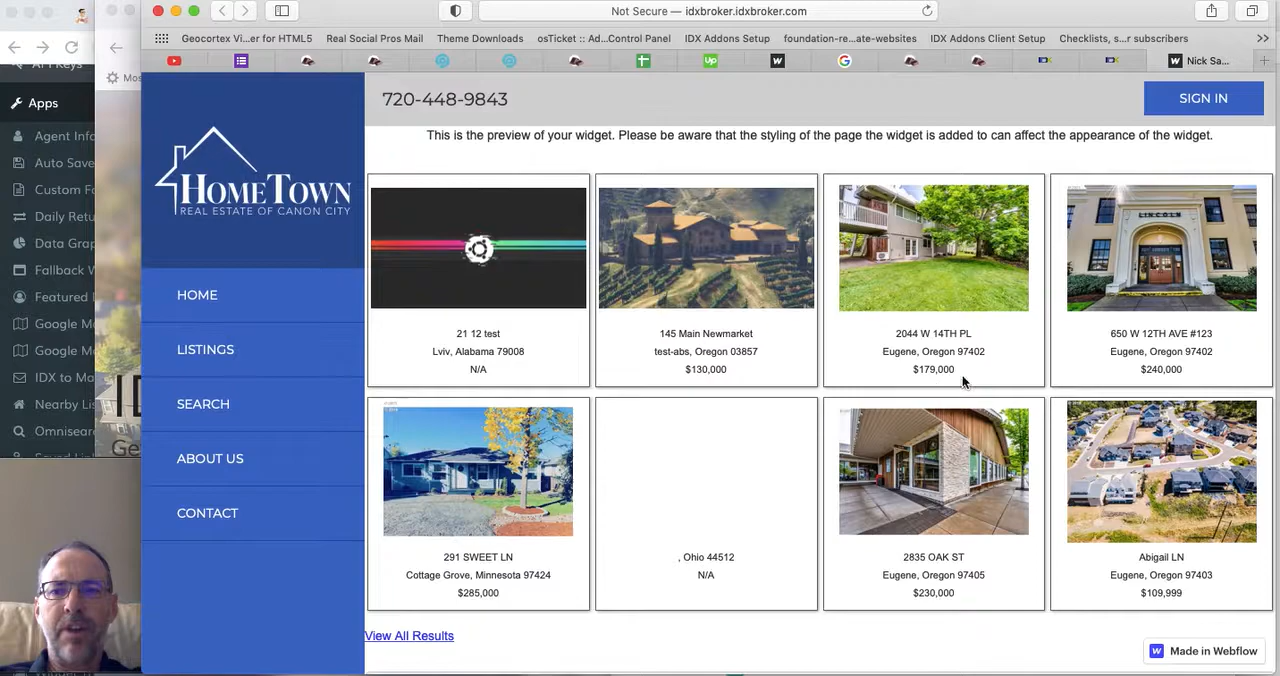 Not Secure — idxbroker.idxbroker.com
Geocortex Vi...er for HTML5
Real Social Pros Mail
Theme Downloads
osTicket :: Ad...Control Panel
IDX Addons Setup
foundation-re...ate-websites
IDX Addons Client Setup
Checklists, s...r subscribers
Nick Sa...
Apps
Agent Info
Auto Save
Custom Fo
Daily Retu
Data Grap
Fallback W
Featured
Google Ma
Google Ma
IDX to Ma
Nearby Lis
Omnisear
HOMETOWN
REAL ESTATE OF CANON CITY
HOME
LISTINGS
SEARCH
ABOUT US
CONTACT
720-448-9843
SIGN IN
This is the preview of your widget. Please be aware that the styling of the page the widget is added to can affect the appearance of the widget.
21 12 test
Lviv, Alabama 79008
N/A
145 Main Newmarket
test-abs, Oregon 03857
$130,000
2044 W 14TH PL
Eugene, Oregon 97402
$179,000
LINCOLN
650 W 12TH AVE #123
Eugene, Oregon 97402
$240,000
291 SWEET LN
Cottage Grove, Minnesota 97424
$285,000
, Ohio 44512
N/A
2835 OAK ST
Eugene, Oregon 97405
$230,000
Abigail LN
Eugene, Oregon 97403
$109,999
View All Results
Made in Webflow